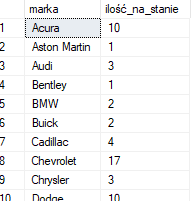 marka ilość_na_stanie
1 Acura 10
2 Aston Martin 1
3 Audi 3
4 Bentley 1
5 BMW 2
6 Buick 2
7 Cadillac 4
8 Chevrolet 17
9 Chrysler 3
10 Dodge 10